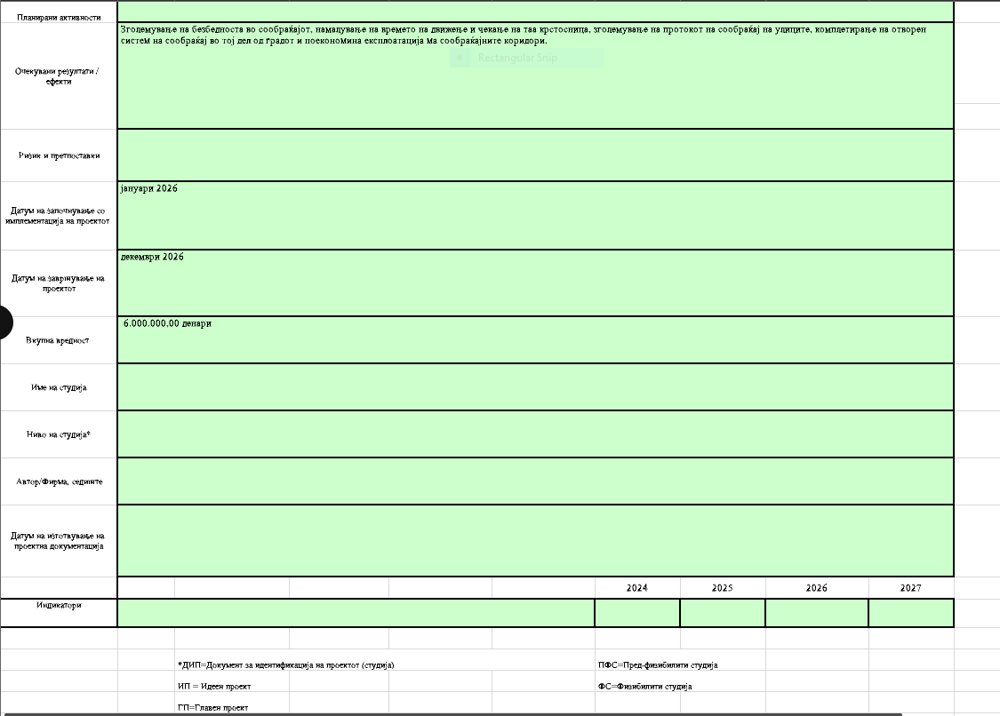 Планирани активности
Зголемување на безбедноста во сообраќајот, намалување на времето на движење и чекање на таа крстосница, зголемување на протокот на сообраќај на улиците, комплетирање на отворен
систем на сообраќај во тој дел од градот и поекономина експлоатација ма сообраќајните коридори.
Rectangular Snip
Очекувани резултати /
ефекти
Ризик и претпоставки
јануари 2026
Датум на започнување со
имплементација на проектот
декември 2026
Датум на завршување на
проектот
6.000.000,00 денари
Вкупна вредност
Име на студија
Ниво на студија*
Автор/Фирма, седиште
Датум на изготвување на
проектна документација
2024 2025 2026 2027
Индикатори
*ДИП=Документ за идентификација на проектот (студија) ПФС=Пред-физибилити студија
ИП = Идеен проект ФС=Физибилити студија
ГП=Главен проект